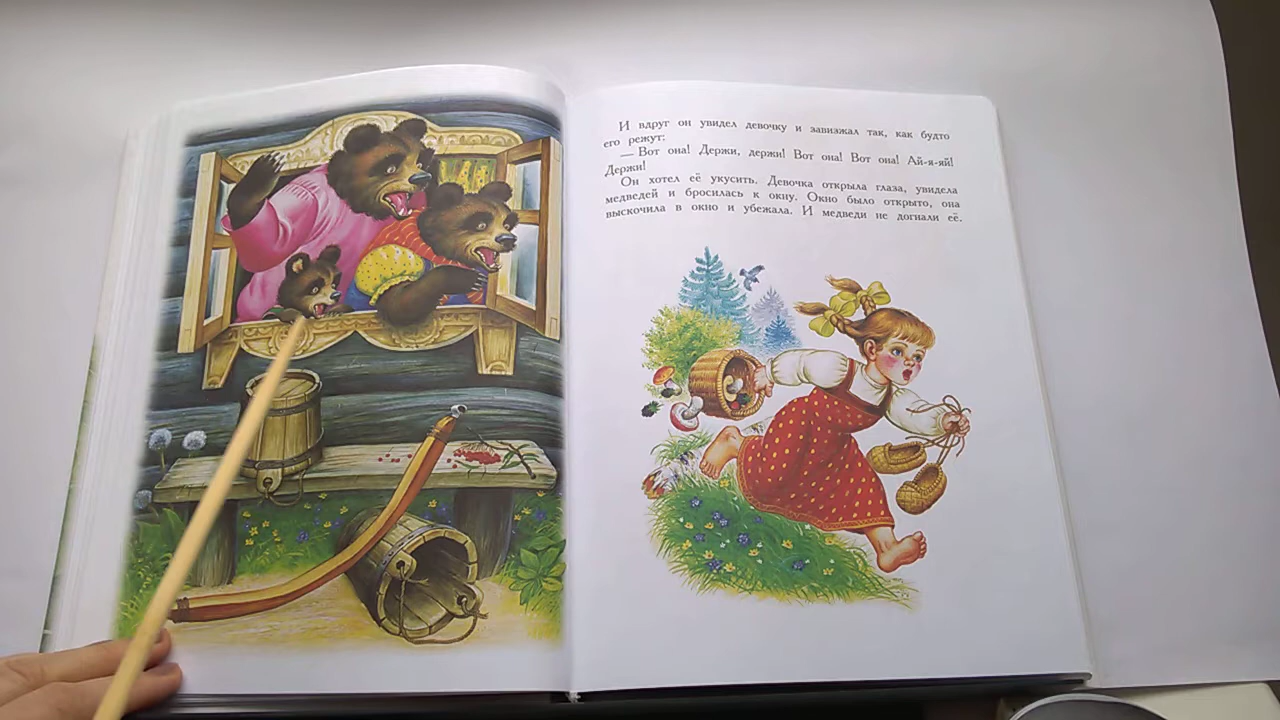 И вдруг он увидел девочку и завизжал так, как будто
его режут:
— Вот она! Держи, держи! Вот она! Вот она! Ай-я-яй!
Держи!
Он хотел её укусить. Девочка открыла глаза, увидела
медведей и бросилась к окну. Окно было открыто, она
выскочила в окно и убежала. И медведи не догнали её.